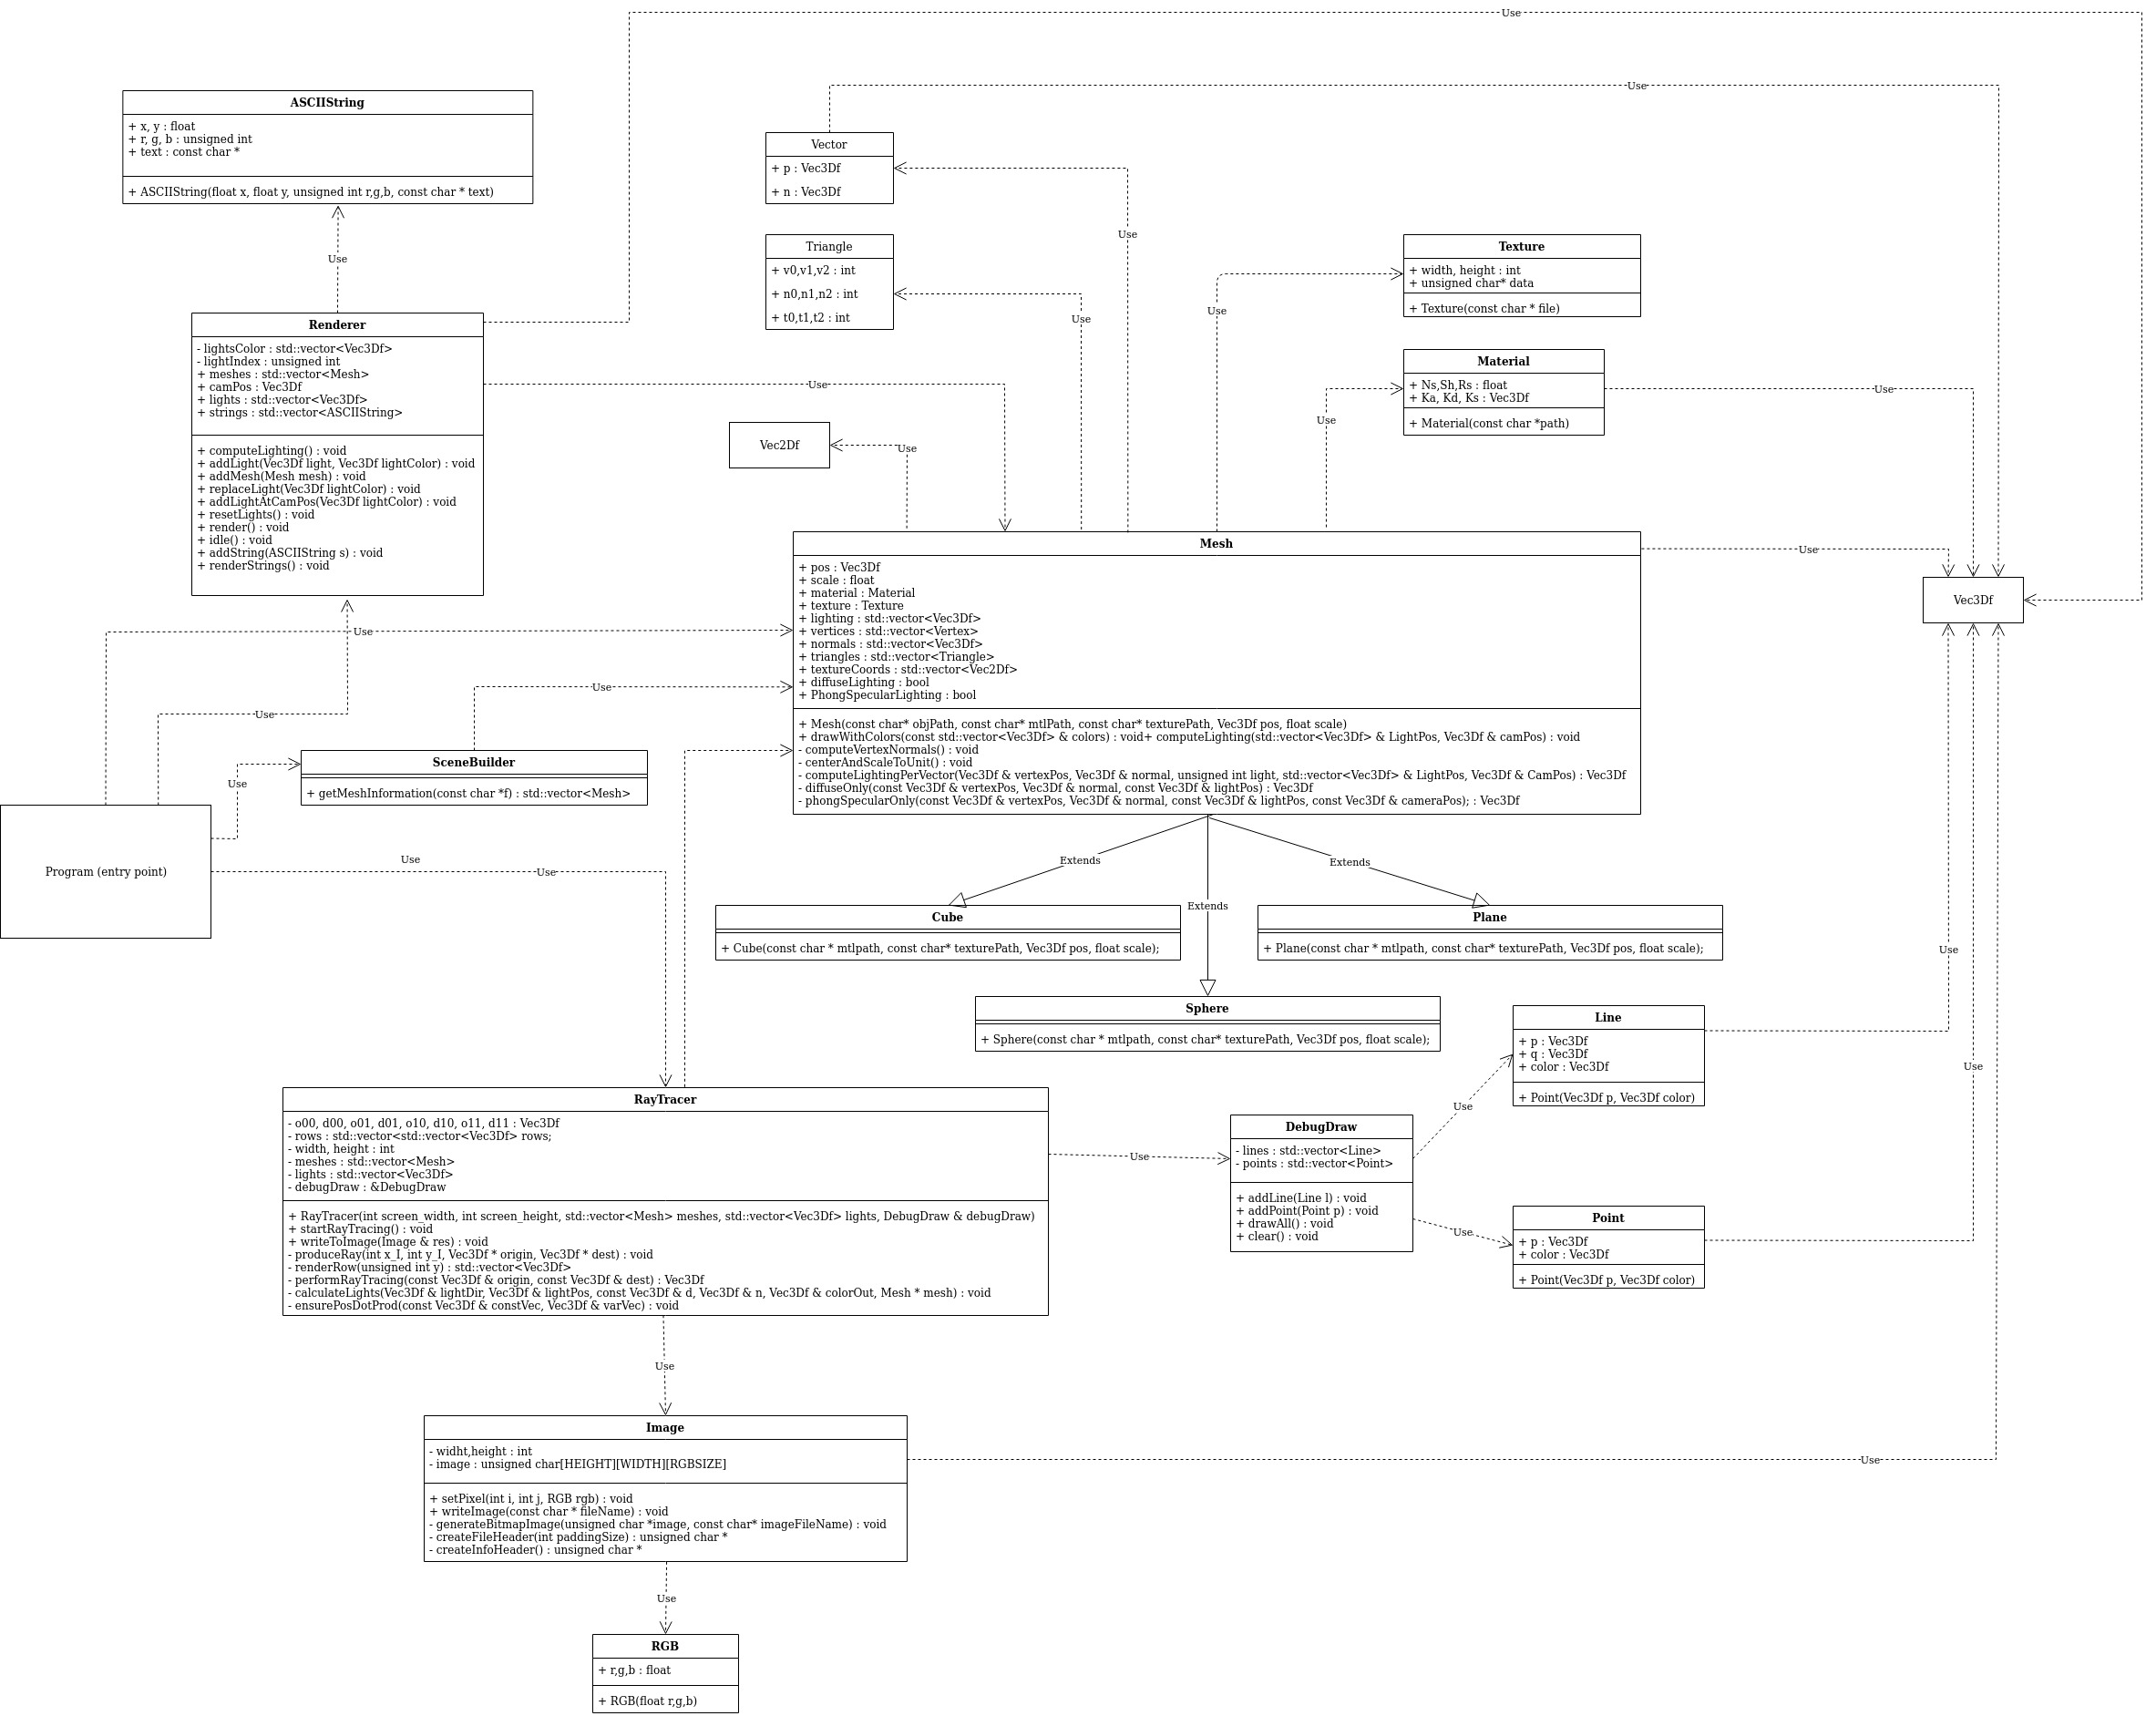 Use
Use
ASCIIString
+ x, y : float
+ r, g, b : unsigned int
+ text : const char *
+ ASCIIString(float x, float y, unsigned int r,g,b, const char * text)
Use
Vector
+ p : Vec3Df
+ n : Vec3Df
Use
Triangle
+ v0,v1,v2 : int
+ n0,n1,n2 : int
+ t0,t1,t2 : int
Use
Texture
+ width, height : int
+ unsigned char* data
+ Texture(const char * file)
Use
Renderer
- lightsColor : std::vector<Vec3Df>
- lightIndex : unsigned int
+ meshes : std::vector<Mesh>
+ camPos : Vec3Df
+ lights : std::vector<Vec3Df>
+ strings : std::vector<ASCIIString>
+ computeLighting() : void
+ addLight(Vec3Df light, Vec3Df lightColor) : void
+ addMesh(Mesh mesh) : void
+ replaceLight(Vec3Df lightColor) : void
+ addLightAtCamPos(Vec3Df lightColor) : void
+ resetLights() : void
+ render() : void
+ idle() : void
+ addString(ASCIIString s) : void
+ renderStrings() : void
Use
Material
+ Ns,Sh,Rs : float
+ Ka, Kd, Ks : Vec3Df
+ Material(const char *path)
Use
Use
Vec2Df
Use
Mesh
+ pos : Vec3Df
+ scale : float
+ material : Material
+ texture : Texture
+ lighting : std::vector<Vec3Df>
+ vertices : std::vector<Vertex>
+ normals : std::vector<Vec3Df>
+ triangles : std::vector<Triangle>
+ textureCoords : std::vector<Vec2Df>
+ diffuseLighting : bool
+ PhongSpecularLighting : bool
+ Mesh(const char* objPath, const char* mtlPath, const char* texturePath, Vec3Df pos, float scale)
+ drawWithColors(const std::vector<Vec3Df> & colors) : void+ computeLighting(std::vector<Vec3Df> & LightPos, Vec3Df & camPos) : void
- computeVertexNormals() : void
- centerAndScaleToUnit() : void
- computeLightingPerVector(Vec3Df & vertexPos, Vec3Df & normal, unsigned int light, std::vector<Vec3Df> & LightPos, Vec3Df & CamPos) : Vec3Df
- diffuseOnly(const Vec3Df & vertexPos, Vec3Df & normal, const Vec3Df & lightPos) : Vec3Df
- phongSpecularOnly(const Vec3Df & vertexPos, Vec3Df & normal, const Vec3Df & lightPos, const Vec3Df & cameraPos); : Vec3Df
Use
Vec3Df
Use
Use
Use
SceneBuilder
+ getMeshInformation(const char *f) : std::vector<Mesh>
Use
Program (entry point)
Use
Use
Extends
Extends
Extends
Cube
+ Cube(const char * mtlpath, const char* texturePath, Vec3Df pos, float scale);
Plane
+ Plane(const char * mtlpath, const char* texturePath, Vec3Df pos, float scale);
Sphere
+ Sphere(const char * mtlpath, const char* texturePath, Vec3Df pos, float scale);
Use
Line
+ p : Vec3Df
+ q : Vec3Df
+ color : Vec3Df
+ Point(Vec3Df p, Vec3Df color)
Use
Use
RayTracer
- o00, d00, o01, d01, o10, d10, o11, d11 : Vec3Df
- rows : std::vector<std::vector<Vec3Df> rows;
- width, height : int
- meshes : std::vector<Mesh>
- lights : std::vector<Vec3Df>
- debugDraw : &DebugDraw
+ RayTracer(int screen_width, int screen_height, std::vector<Mesh> meshes, std::vector<Vec3Df> lights, DebugDraw & debugDraw)
+ startRayTracing() : void
+ writeToImage(Image & res) : void
- produceRay(int x_I, int y_I, Vec3Df * origin, Vec3Df * dest) : void
- renderRow(unsigned int y) : std::vector<Vec3Df>
- performRayTracing(const Vec3Df & origin, const Vec3Df & dest) : Vec3Df
- calculateLights(Vec3Df & lightDir, Vec3Df & lightPos, const Vec3Df & d, Vec3Df & n, Vec3Df & colorOut, Mesh * mesh) : void
- ensurePosDotProd(const Vec3Df & constVec, Vec3Df & varVec) : void
Use
DebugDraw
- lines : std::vector<Line>
- points : std::vector<Point>
+ addLine(Line l) : void
+ addPoint(Point p) : void
+ drawAll() : void
+ clear() : void
Use
Point
+ p : Vec3Df
+ color : Vec3Df
+ Point(Vec3Df p, Vec3Df color)
Use
Image
- widht,height : int
- image : unsigned char[HEIGHT][WIDTH][RGBSIZE]
+ setPixel(int i, int j, RGB rgb) : void
+ writeImage(const char * fileName) : void
- generateBitmapImage(unsigned char *image, const char* imageFileName) : void
- createFileHeader(int paddingSize) : unsigned char *
- createInfoHeader() : unsigned char *
Use
Use
RGB
+ r,g,b : float
+ RGB(float r,g,b)